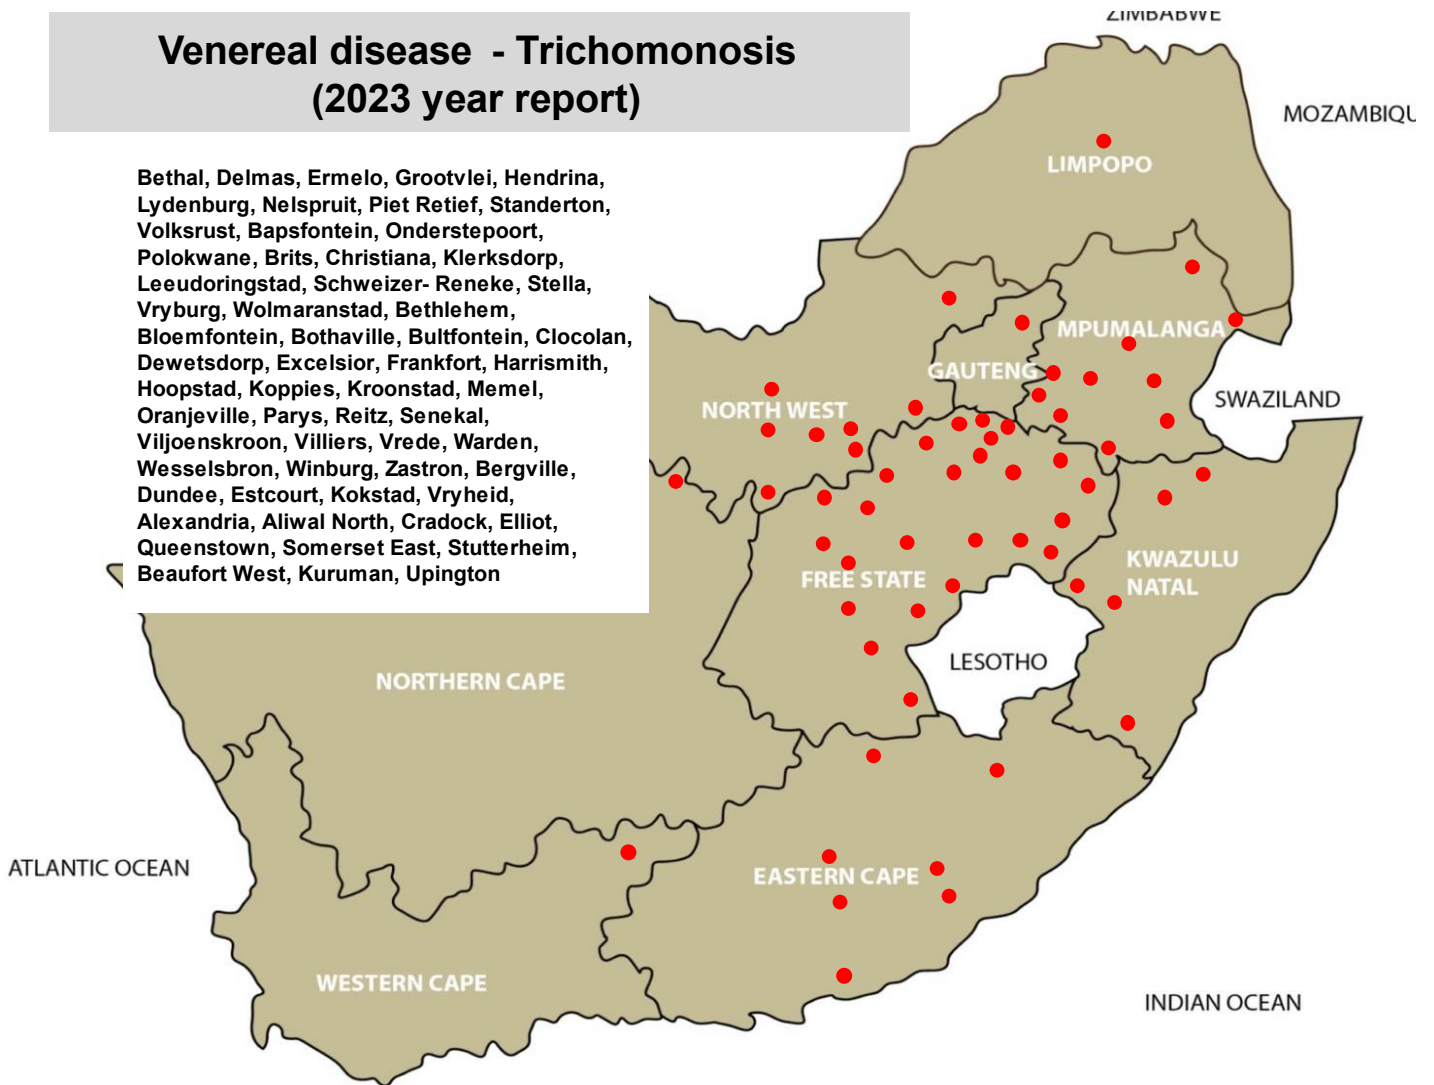 Venereal disease - Trichomonosis
(2023 year report)
Bethal, Delmas, Ermelo, Grootvlei, Hendrina,
Lydenburg, Nelspruit, Piet Retief, Standerton,
Volksrust, Bapsfontein, Onderstepoort,
Polokwane, Brits, Christiana, Klerksdorp,
Leeudoringstad, Schweizer- Reneke, Stella,
Vryburg, Wolmaranstad, Bethlehem,
Bloemfontein, Bothaville, Bultfontein, Clocolan,
Dewetsdorp, Excelsior, Frankfort, Harrismith,
Hoopstad, Koppies, Kroonstad, Memel,
Oranjeville, Parys, Reitz, Senekal,
Viljoenskroon, Villiers, Vrede, Warden,
Wesselsbron, Winburg, Zastron, Bergville,
Dundee, Estcourt, Kokstad, Vryheid,
Alexandria, Aliwal North, Cradock, Elliot,
Queenstown, Somerset East, Stutterheim,
Beaufort West, Kuruman, Upington
ZIMBABWE
MOZAMBIQU
LIMPOPO
MPUMALANGA
GAUTENG
SWAZILAND
NORTH WEST
KWAZULU
NATAL
FREE STATE
LESOTHO
NORTHERN CAPE
ATLANTIC OCEAN
EASTERN CAPE
WESTERN CAPE
INDIAN OCEAN